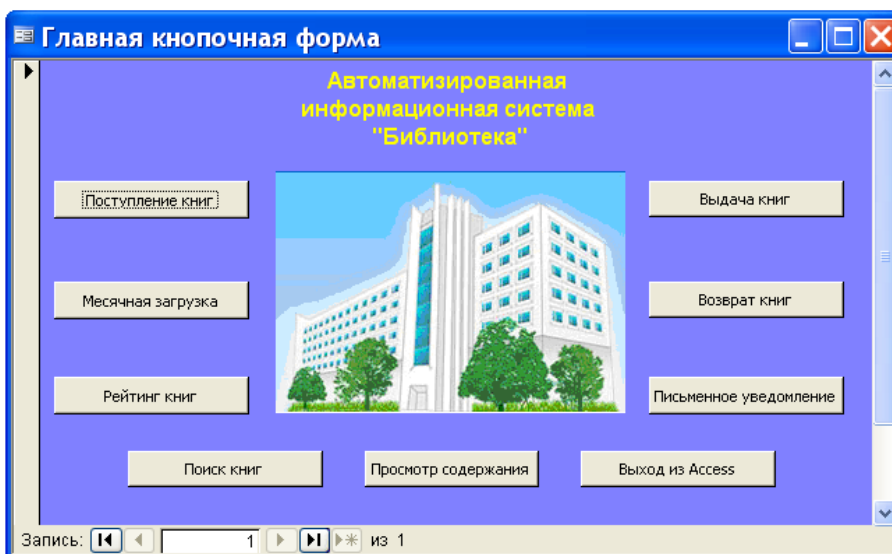 Главная кнопочная форма
Автоматизированная
информационная система
"Библиотека"
Поступление книг
Выдача книг
Месячная загрузка
Возврат книг
Рейтинг книг
Письменное уведомление
Поиск книг
Просмотр содержания
Выход из Access
Запись: 1 из 1